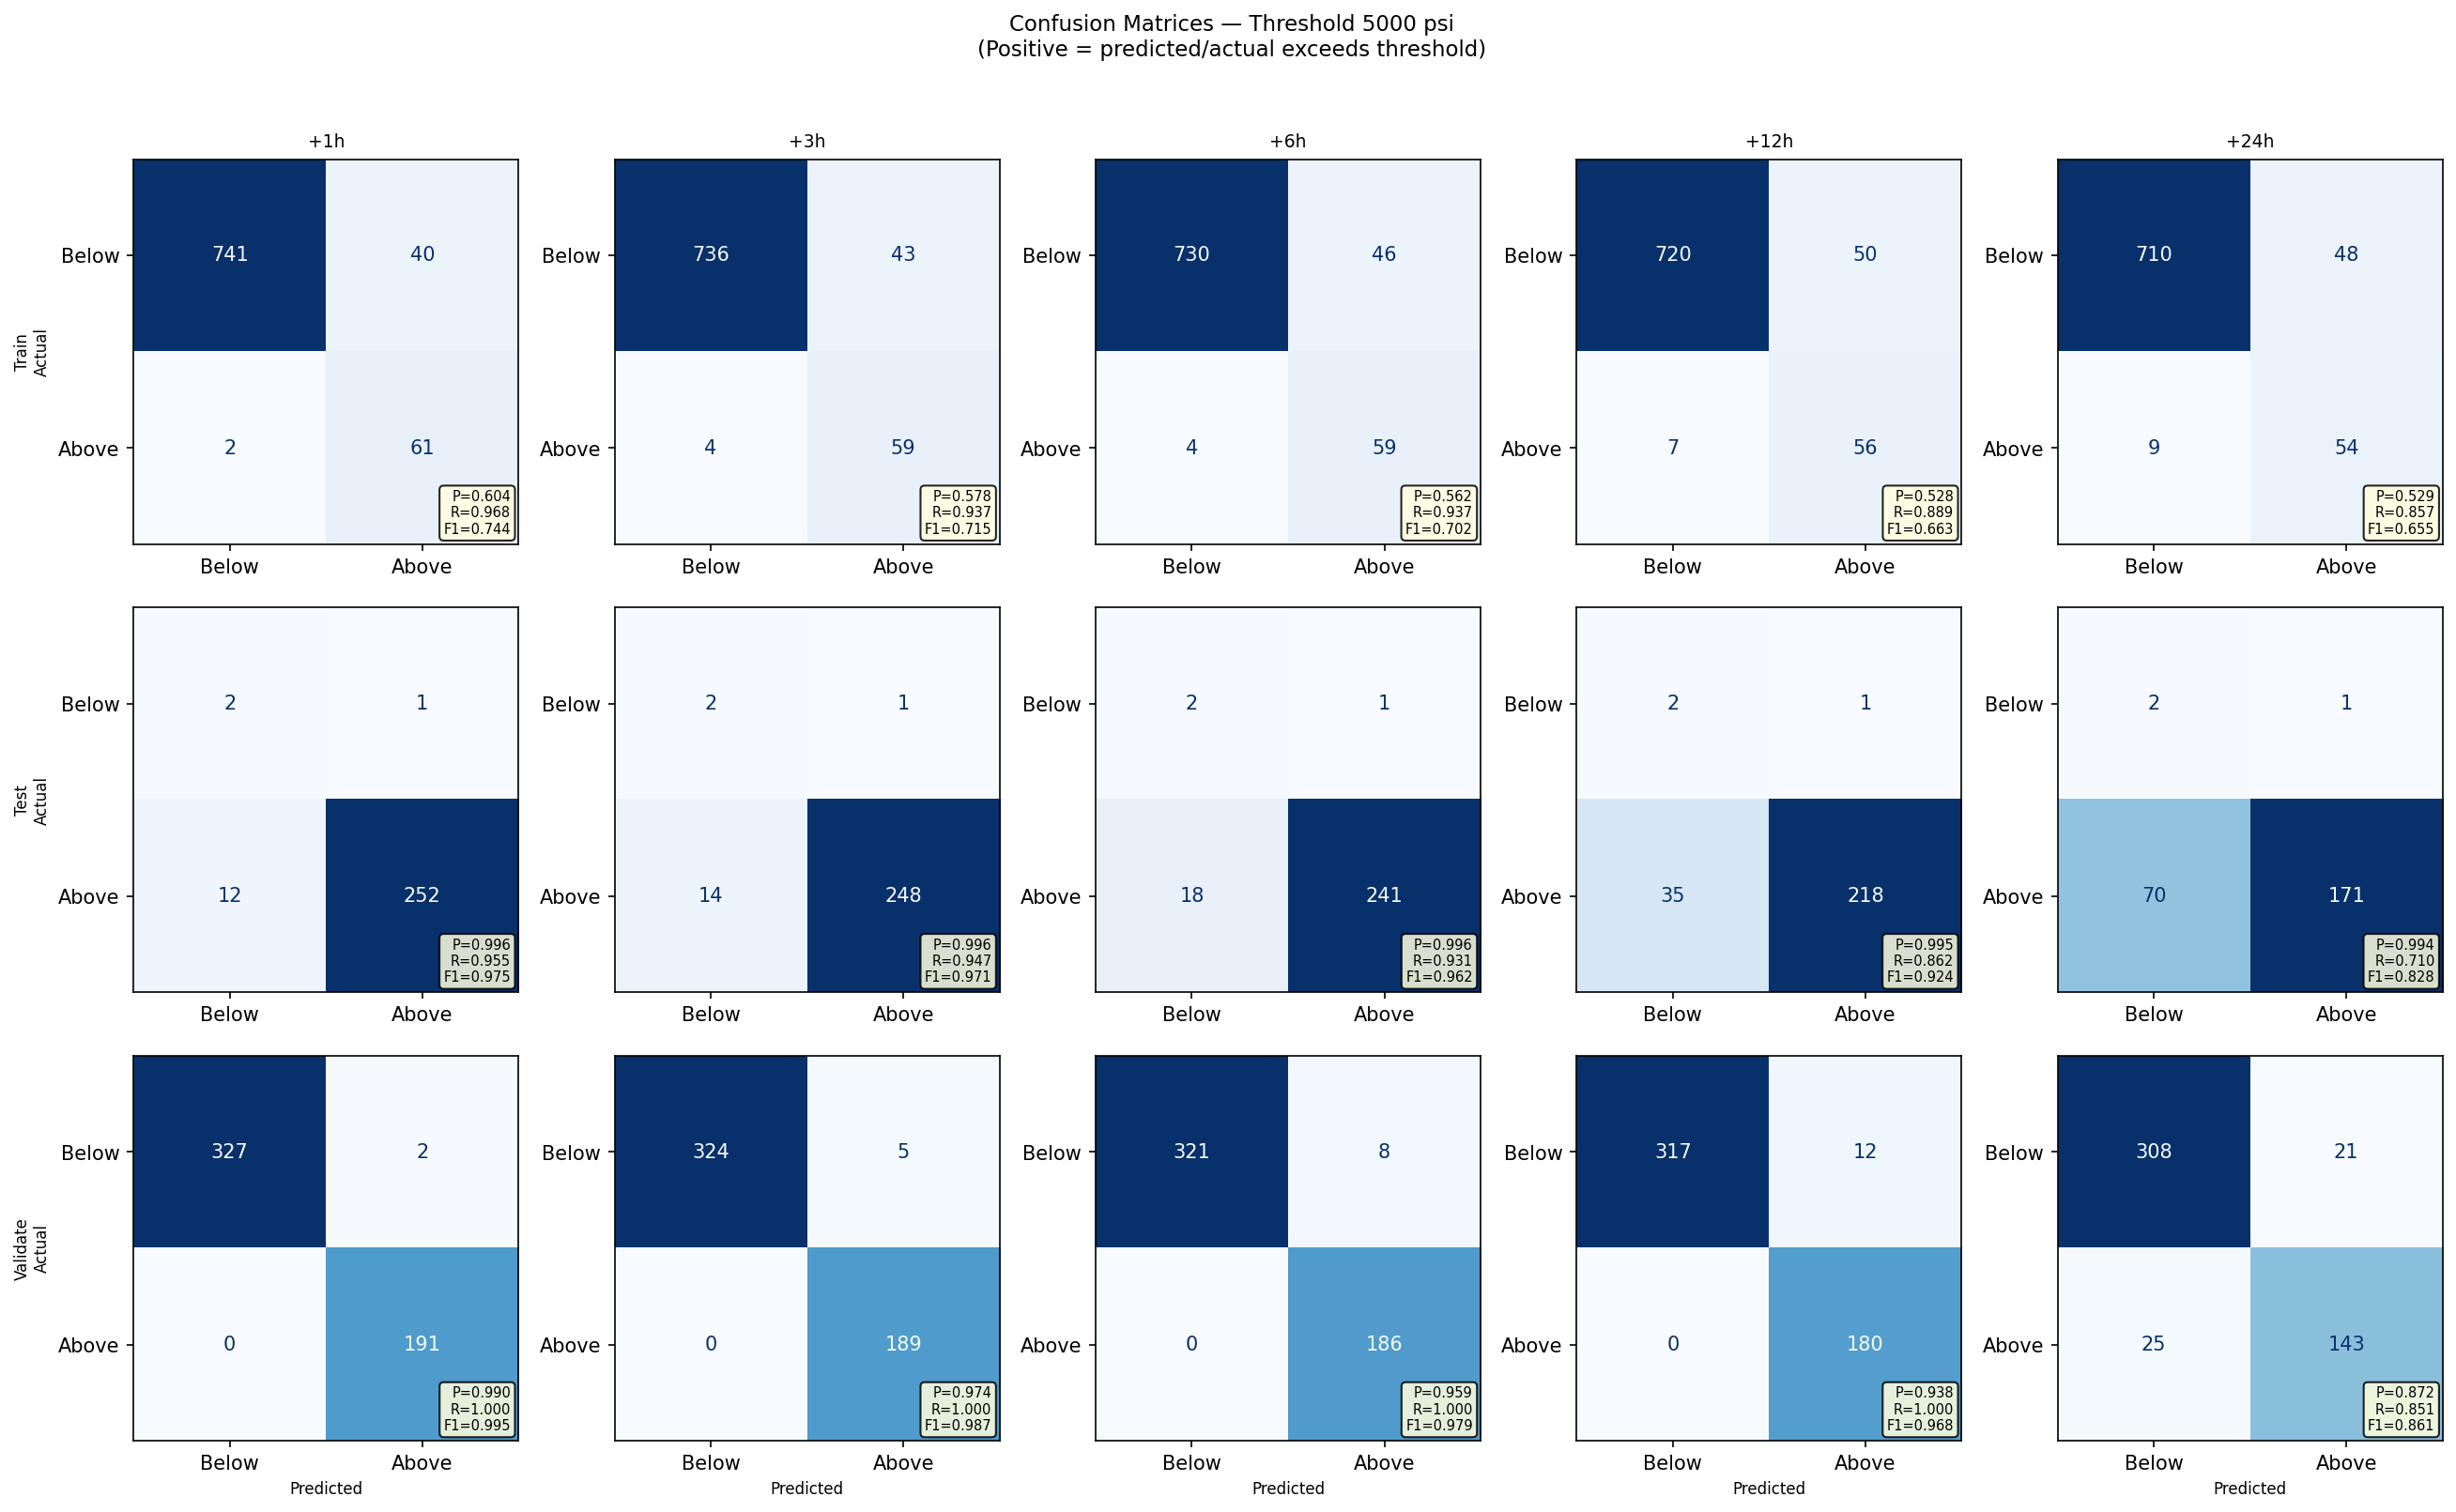 Confusion Matrices — Threshold 5000 psi
(Positive = predicted/actual exceeds threshold)
+1h
+3h
+6h
+12h
+24h
Train
Actual
Below
741
40
Above
2
61
P=0.604
R=0.968
F1=0.744
Below
Above
Below
736
43
Above
4
59
P=0.578
R=0.937
F1=0.715
Below
Above
Below
730
46
Above
4
59
P=0.562
R=0.937
F1=0.702
Below
Above
Below
720
50
Above
7
56
P=0.528
R=0.889
F1=0.663
Below
Above
Below
710
48
Above
9
54
P=0.529
R=0.857
F1=0.655
Below
Above
Test
Actual
Below
2
1
Above
12
252
P=0.996
R=0.955
F1=0.975
Below
Above
Below
2
1
Above
14
248
P=0.996
R=0.947
F1=0.971
Below
Above
Below
2
1
Above
18
241
P=0.996
R=0.931
F1=0.962
Below
Above
Below
2
1
Above
35
218
P=0.995
R=0.862
F1=0.924
Below
Above
Below
2
1
Above
70
171
P=0.994
R=0.710
F1=0.828
Below
Above
Validate
Actual
Below
327
2
Above
0
191
P=0.990
R=1.000
F1=0.995
Below
Above
Predicted
Below
324
5
Above
0
189
P=0.974
R=1.000
F1=0.987
Below
Above
Predicted
Below
321
8
Above
0
186
P=0.959
R=1.000
F1=0.979
Below
Above
Predicted
Below
317
12
Above
0
180
P=0.938
R=1.000
F1=0.968
Below
Above
Predicted
Below
308
21
Above
25
143
P=0.872
R=0.851
F1=0.861
Below
Above
Predicted